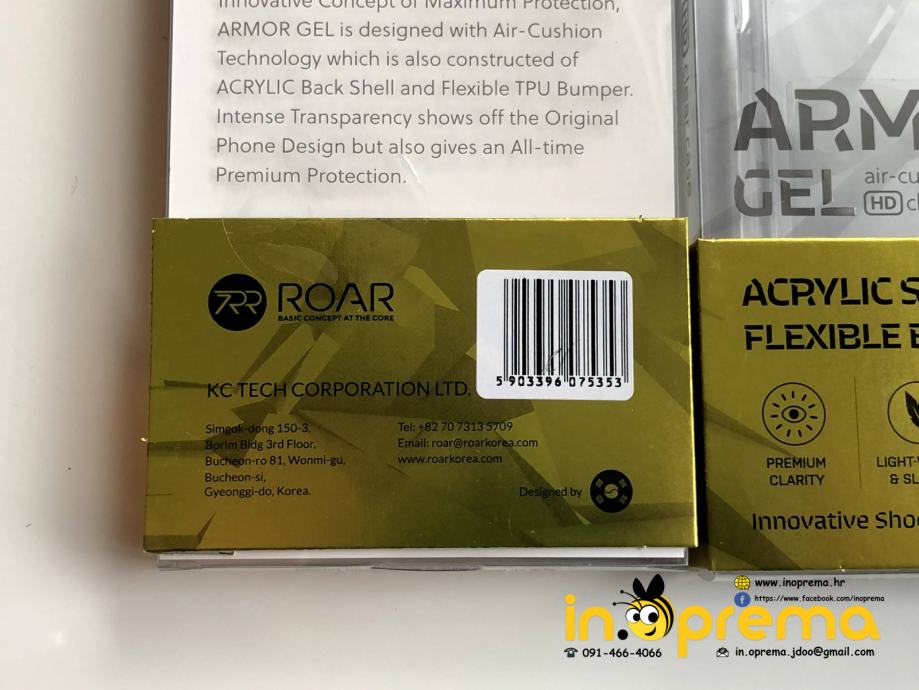 Innovative Concept of Maximum Protection,
ARMOR GEL is designed with Air-Cushion
Technology which is also constructed of
ACRYLIC Back Shell and Flexible TPU Bumper.
Intense Transparency shows off the Original
Phone Design but also gives an All-time
Premium Protection.
ROAR
BASIC CONCEPT AT THE CORE
5 903396 075353
KC TECH CORPORATION LTD.
Simgok-dong 150-3,
Borim Bldg 3rd Floor,
Bucheon-ro 81, Wonmi-gu,
Bucheon-si,
Gyeonggi-do, Korea.
Tel: +82 70 7313 5709
Email: roar@roarkorea.com
www.roarkorea.com
Designed by
clear case
ARM
GEL
air-cu
HD cl
ACRYLIC S
FLEXIBLE B
PREMIUM
CLARITY
LIGHT-W
& SL
Innovative Shoc
www.inoprema.hr
https://www.facebook.com/inoprema
in.oprema
091-466-4066
in.oprema.jdoo@gmail.com